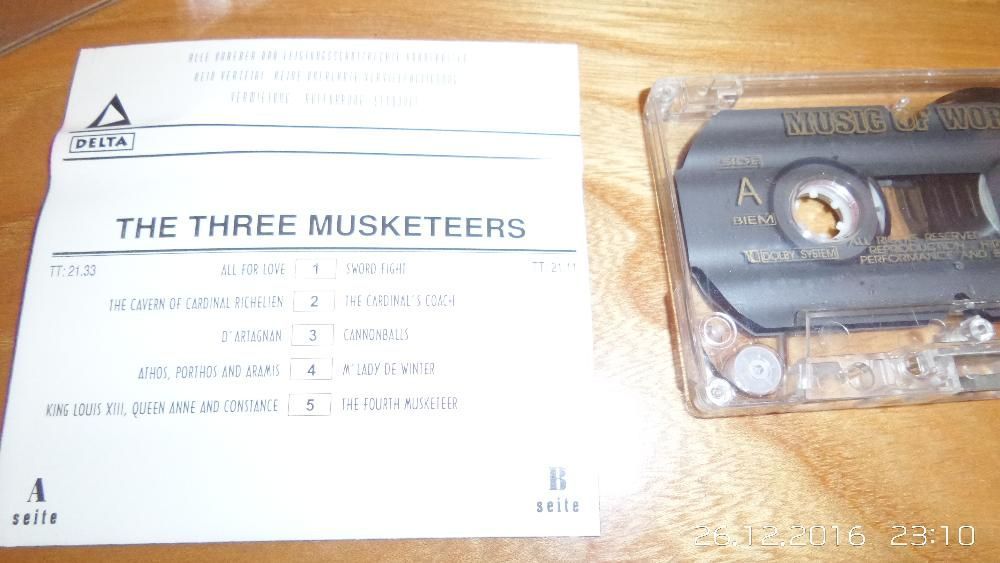 DELTA
THE THREE MUSKETEERS
TT: 21.33 TT: 21.11
ALL FOR LOVE 1 SWORD FIGHT
THE CAVERN OF CARDINAL RICHELIEN 2 THE CARDINAL'S COACH
D'ARTAGNAN 3 CANNONBALLS
ATHOS, PORTHOS AND ARAMIS 4 M'LADY DE WINTER
KING LOUIS XIII, QUEEN ANNE AND CONSTANCE 5 THE FOURTH MUSKETEER
A seite
B seite
MUSIC OF WOR
SIDE
A
BIEM
DOLBY SYSTEM
ALL RIGHTS RESERVED
REPRODUCTION
PERFORMANCE AND
26.12.2016 23:10